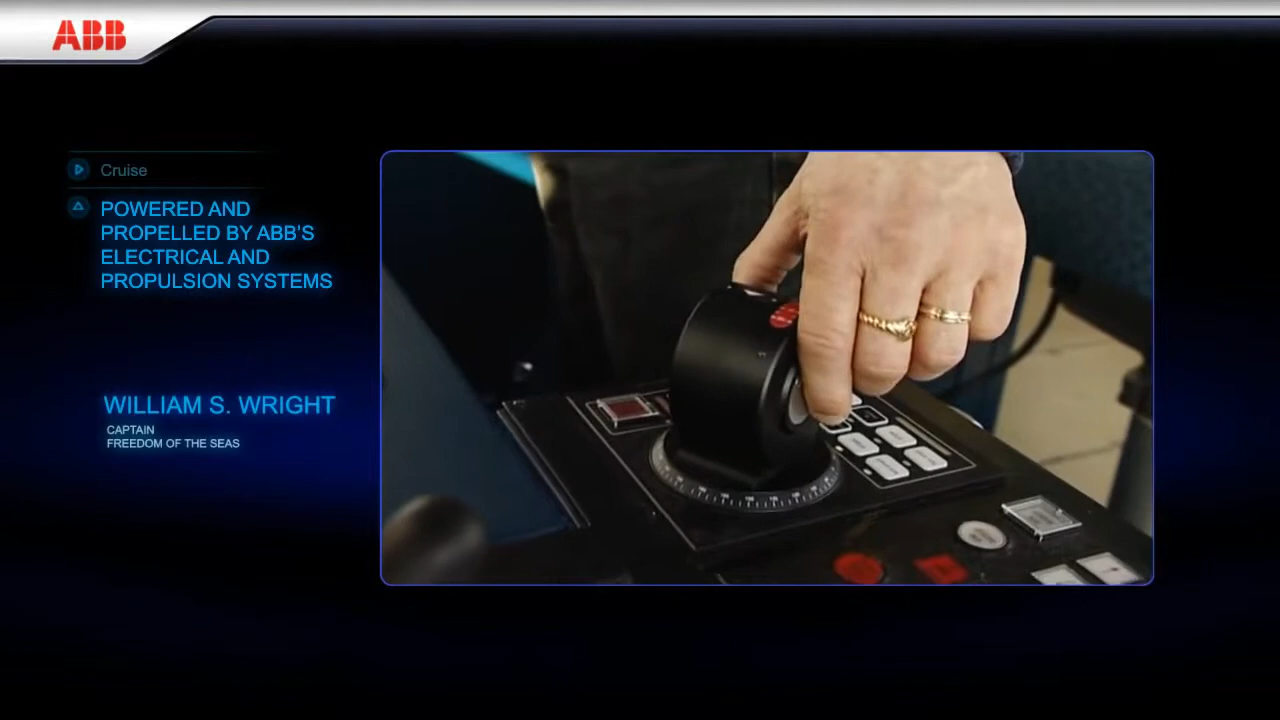 ABB
Cruise
POWERED AND
PROPELLED BY ABB'S
ELECTRICAL AND
PROPULSION SYSTEMS
WILLIAM S. WRIGHT
CAPTAIN
FREEDOM OF THE SEAS